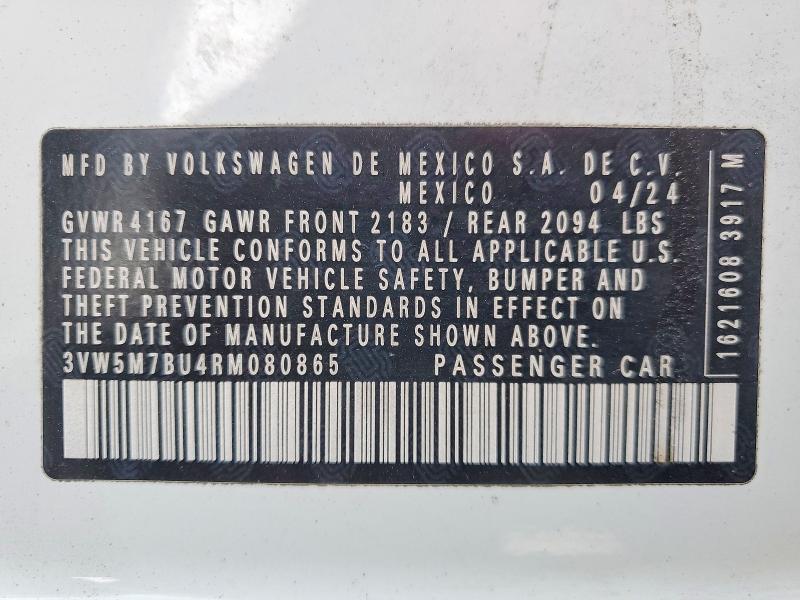 MFD BY VOLKSWAGEN DE MEXICO S.A. DE C.V.
MEXICO 04/24
GVWR 4167 GAWR FRONT 2183 / REAR 2094 LBS
THIS VEHICLE CONFORMS TO ALL APPLICABLE U.S.
FEDERAL MOTOR VEHICLE SAFETY, BUMPER AND
THEFT PREVENTION STANDARDS IN EFFECT ON
THE DATE OF MANUFACTURE SHOWN ABOVE.
3VW5M7BU4RM080865 PASSENGER CAR
1621608 3917 M